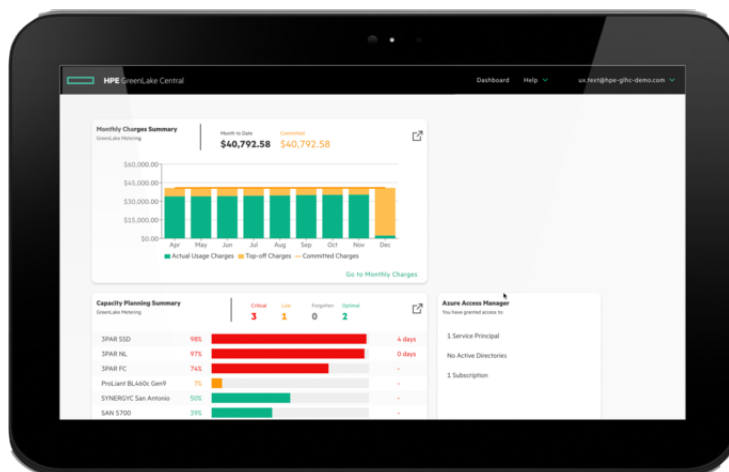 HPE GreenLake Central
Dashboard
Help
ux.text@hpe-glhc-demo.com
Monthly Charges Summary
GreenLake Metering
Month to Date
$40,792.58
Committed
$40,792.58
$60,000.00
$45,000.00
$30,000.00
$15,000.00
$0.00
Apr May Jun Jul Aug Sep Oct Nov Dec
Actual Usage Charges Top-off Charges Committed Charges
Go to Monthly Charges
Capacity Planning Summary
GreenLake Metering
Critical
3
Low
1
Forgotten
0
Optimal
2
3PAR SSD 98% 4 days
3PAR NL 97% 0 days
3PAR FC 74% -
ProLiant BL460c Gen9 7% -
SYNERGYC San Antonio 50% -
SAN 5700 39% -
Azure Access Manager
You have granted access to
1 Service Principal
No Active Directories
1 Subscription